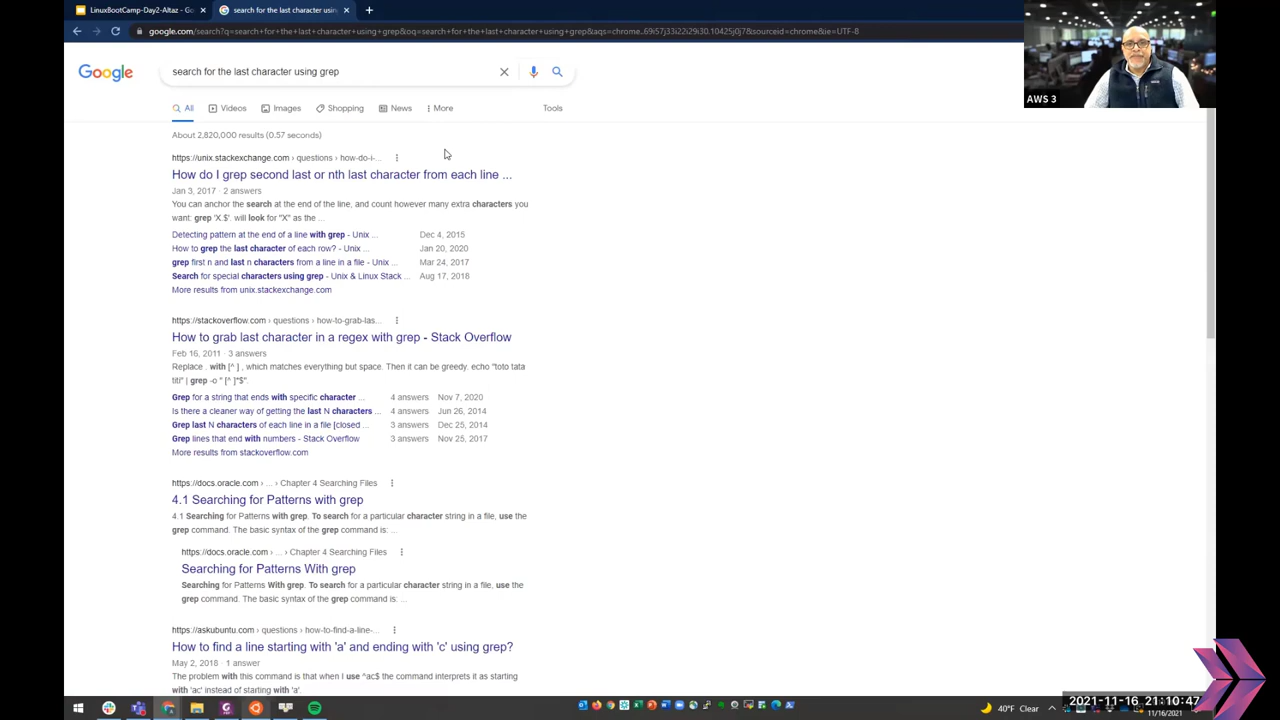 LinuxBootCamp-Day2-Altaz - Goo
search for the last character usin
google.com/search?q=search+for+the+last+character+using+grep&oq=search+for+the+last+character+using+grep&aqs=chrome..69i57j33i22i29i30.10425j0j7&sourceid=chrome&ie=UTF-8
AWS 3
Google
search for the last character using grep
All
Videos
Images
Shopping
News
More
Tools
About 2,820,000 results (0.57 seconds)
https://unix.stackexchange.com › questions › how-do-i-...
How do I grep second last or nth last character from each line ...
Jan 3, 2017 · 2 answers
You can anchor the search at the end of the line, and count however many extra characters you
want: grep 'X.$'. will look for "X" as the ...
Detecting pattern at the end of a line with grep - Unix ... Dec 4, 2015
How to grep the last character of each row? - Unix ... Jan 20, 2020
grep first n and last n characters from a line in a file - Unix ... Mar 24, 2017
Search for special characters using grep - Unix & Linux Stack ... Aug 17, 2018
More results from unix.stackexchange.com
https://stackoverflow.com › questions › how-to-grab-las...
How to grab last character in a regex with grep - Stack Overflow
Feb 16, 2011 · 3 answers
Replace . with [^ ] , which matches everything but space. Then it can be greedy. echo "toto tata
titi" | grep -o " [^ ]*$".
Grep for a string that ends with specific character ... 4 answers Nov 7, 2020
Is there a cleaner way of getting the last N characters ... 4 answers Jun 26, 2014
Grep last N characters of each line in a file [closed ... 3 answers Dec 25, 2014
Grep lines that end with numbers - Stack Overflow 3 answers Nov 25, 2017
More results from stackoverflow.com
https://docs.oracle.com › ... › Chapter 4 Searching Files
4.1 Searching for Patterns with grep
4.1 Searching for Patterns with grep. To search for a particular character string in a file, use the
grep command. The basic syntax of the grep command is: ...
https://docs.oracle.com › ... › Chapter 4 Searching Files
Searching for Patterns With grep
Searching for Patterns With grep. To search for a particular character string in a file, use the
grep command. The basic syntax of the grep command is: ...
https://askubuntu.com › questions › how-to-find-a-line-...
How to find a line starting with 'a' and ending with 'c' using grep?
May 2, 2018 · 1 answer
The problem with this command is that when I use ^ac$ the command interprets it as starting
with 'ac' instead of starting with 'a'.
40°F Clear
2021-11-16 21:10:47
11/16/2021